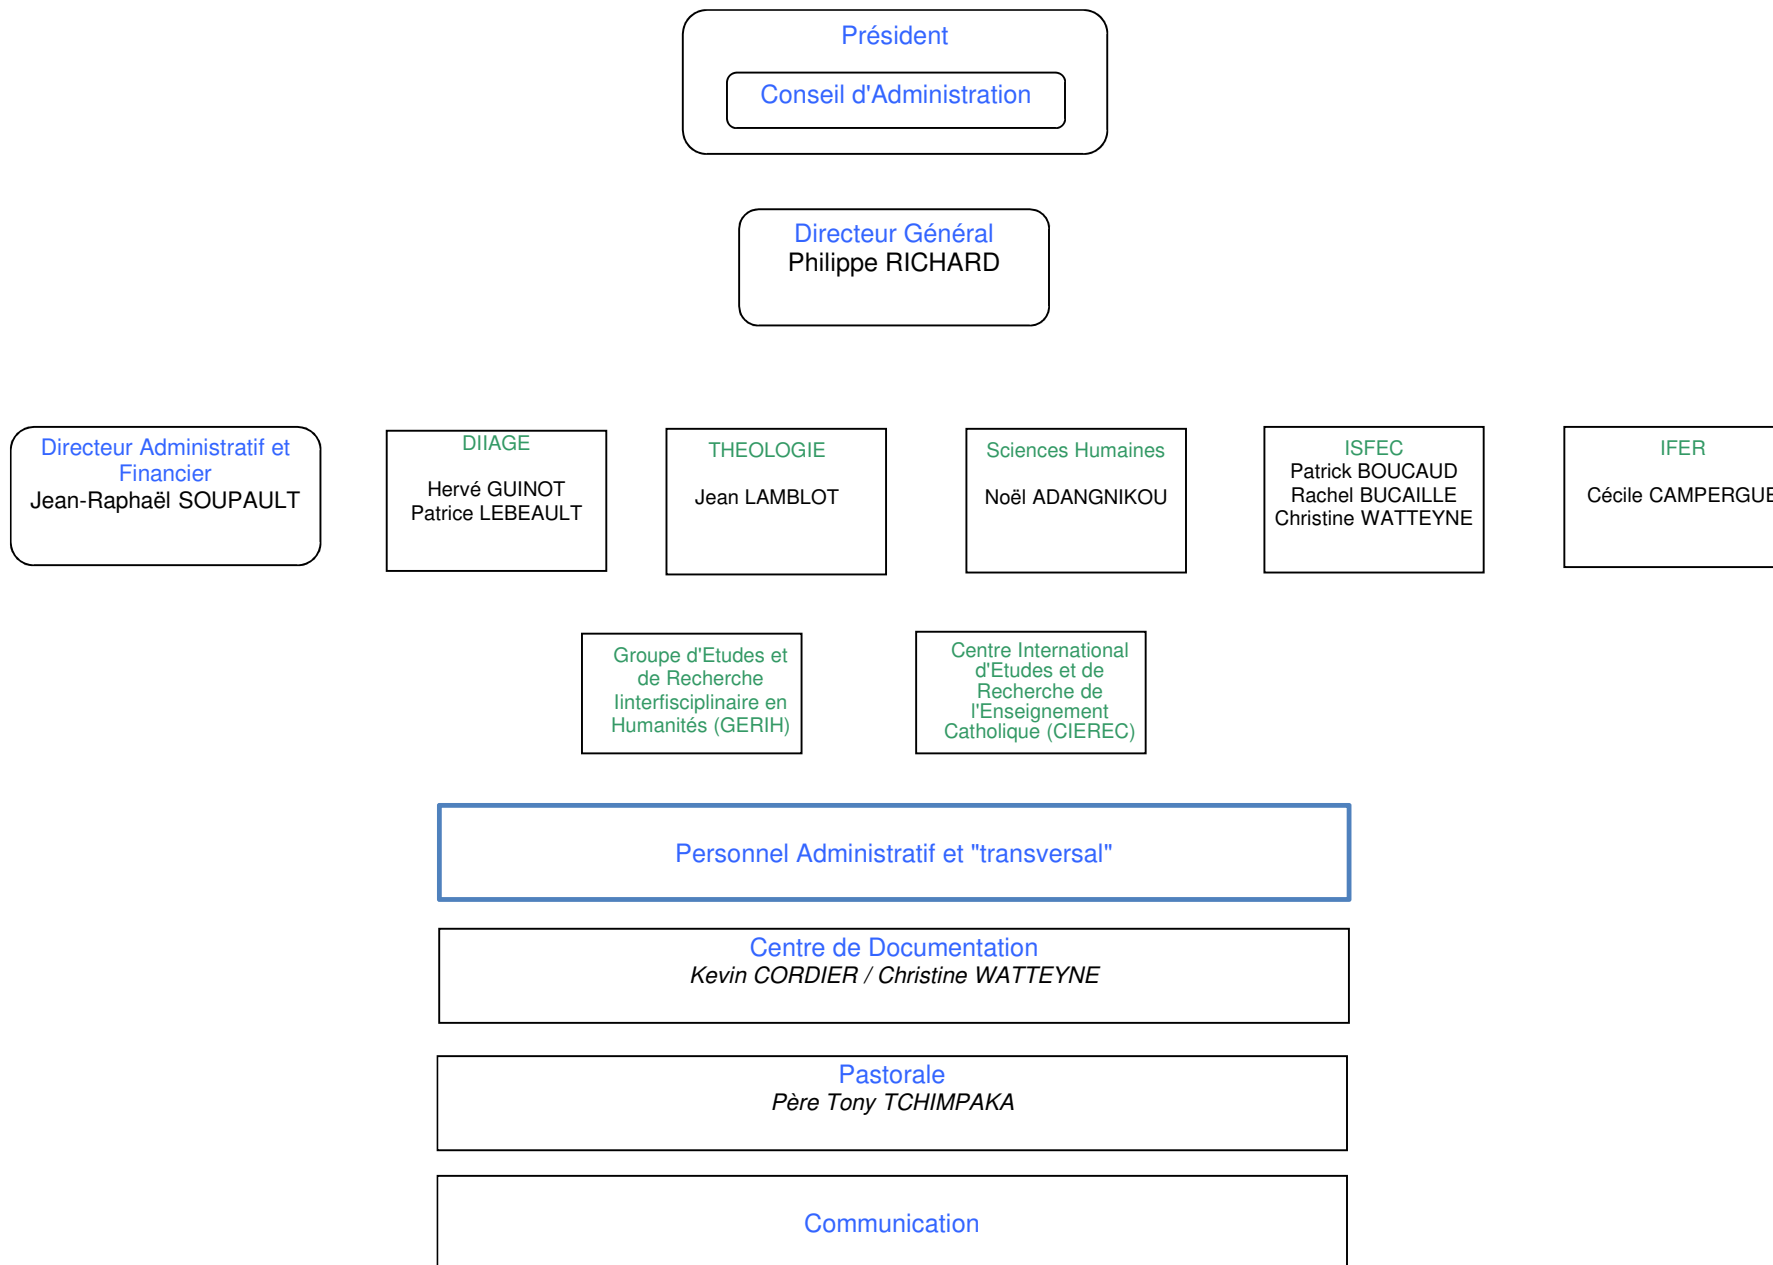 Président
Conseil d'Administration
Directeur Général
Philippe RICHARD
Directeur Administratif et
Financier
Jean-Raphaël SOUPAULT
DIIAGE
Hervé GUINOT
Patrice LEBEAULT
THEOLOGIE
Jean LAMBLOT
Sciences Humaines
Noël ADANGNIKOU
ISFEC
Patrick BOUCAUD
Rachel BUCAILLE
Christine WATTEYNE
IFER
Cécile CAMPERGUE
Groupe d'Etudes et
de Recherche
Iinterfisciplinaire en
Humanités (GERIH)
Centre International
d'Etudes et de
Recherche de
l'Enseignement
Catholique (CIEREC)
Personnel Administratif et "transversal"
Centre de Documentation
Kevin CORDIER / Christine WATTEYNE
Pastorale
Père Tony TCHIMPAKA
Communication